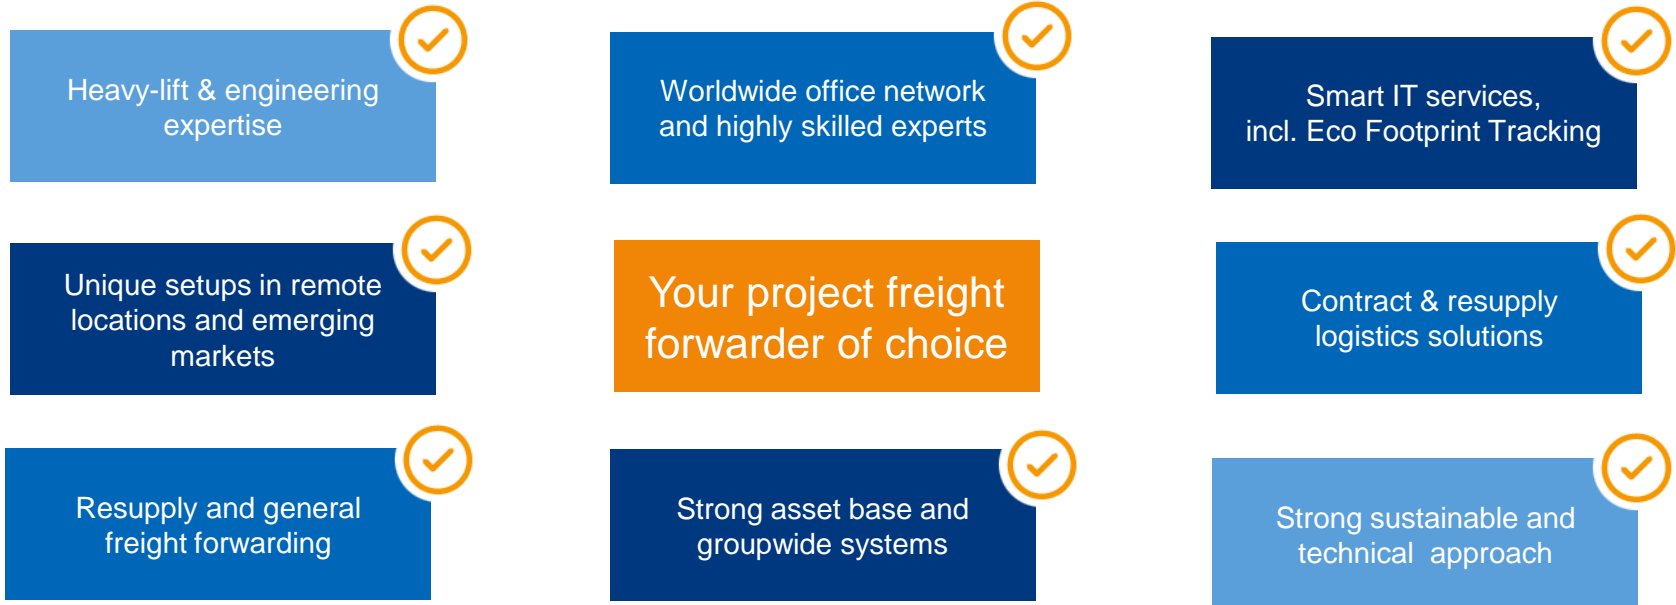 Heavy-lift & engineering
expertise
Worldwide office network
and highly skilled experts
Smart IT services,
incl. Eco Footprint Tracking
Unique setups in remote
locations and emerging
markets
Your project freight
forwarder of choice
Contract & resupply
logistics solutions
Resupply and general
freight forwarding
Strong asset base and
groupwide systems
Strong sustainable and
technical  approach